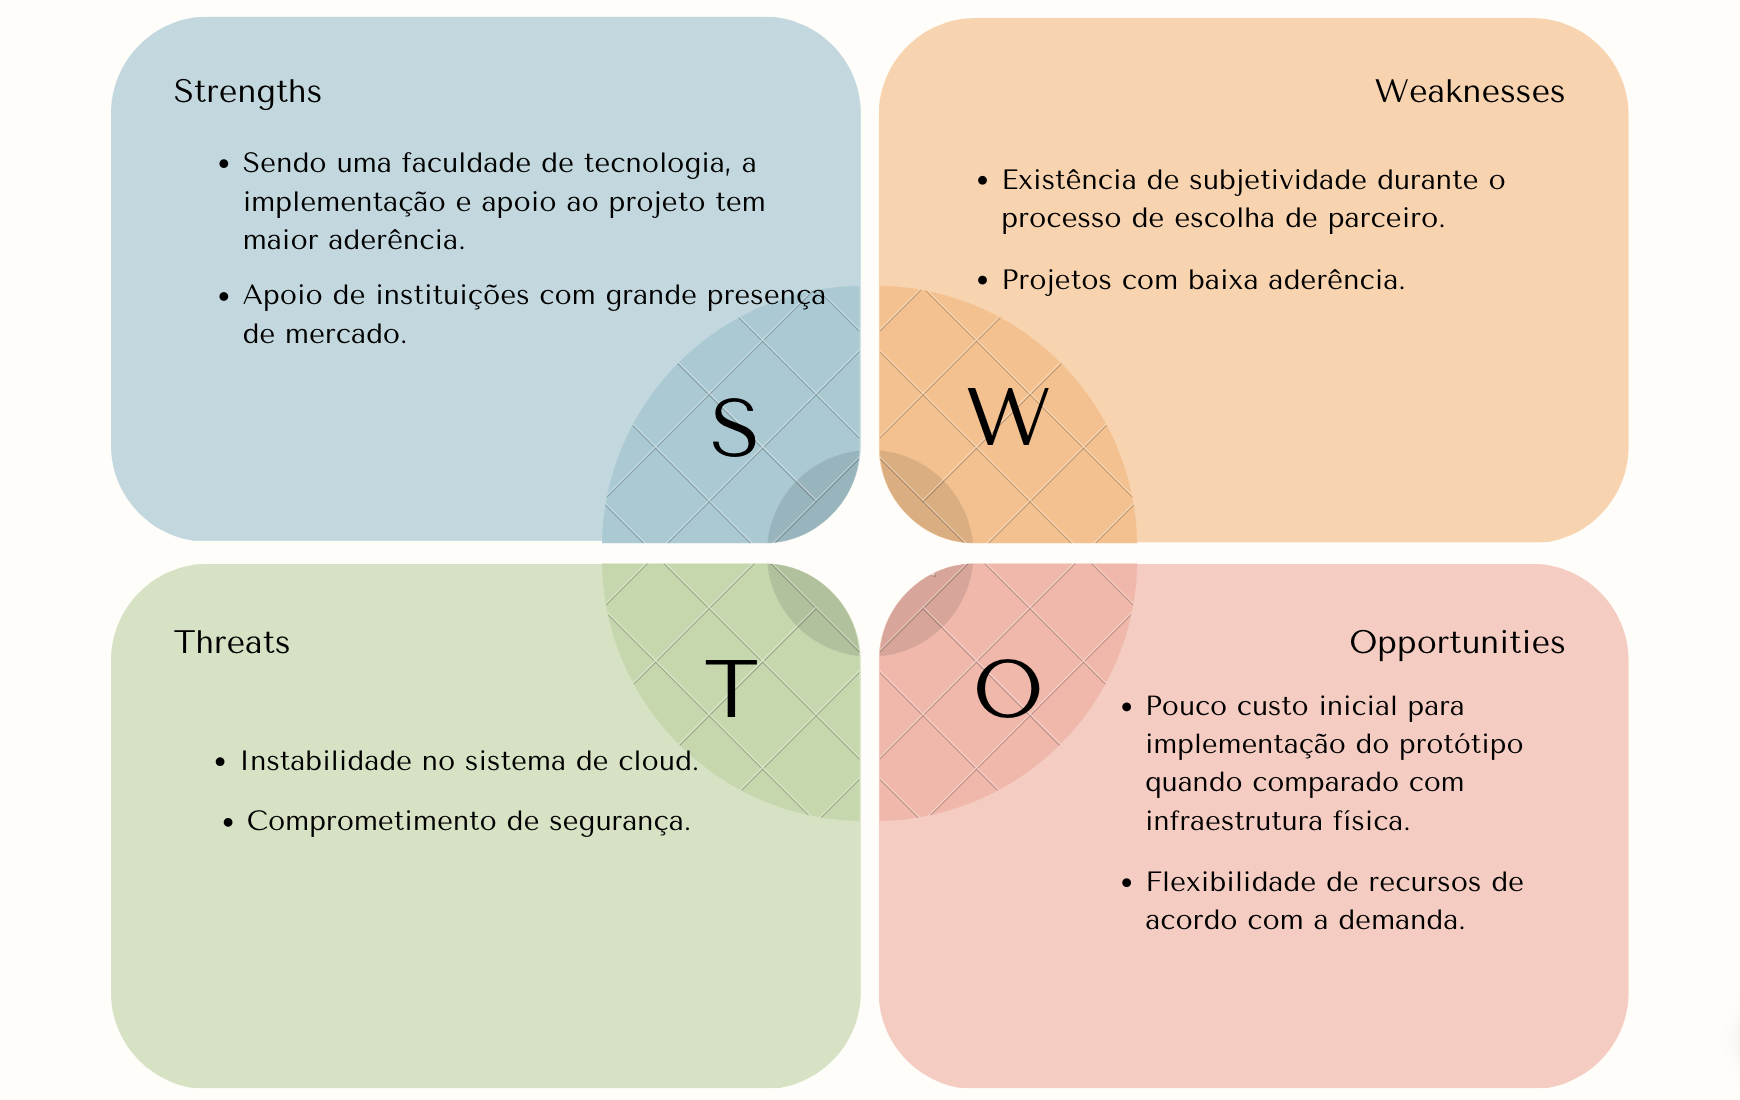 Strengths
• Sendo uma faculdade de tecnologia, a
implementação e apoio ao projeto tem
maior aderência.
• Apoio de instituições com grande presença
de mercado.
S
Weaknesses
• Existência de subjetividade durante o
processo de escolha de parceiro.
• Projetos com baixa aderência.
W
Threats
T
• Instabilidade no sistema de cloud.
• Comprometimento de segurança.
Opportunities
O
• Pouco custo inicial para
implementação do protótipo
quando comparado com
infraestrutura física.
• Flexibilidade de recursos de
acordo com a demanda.